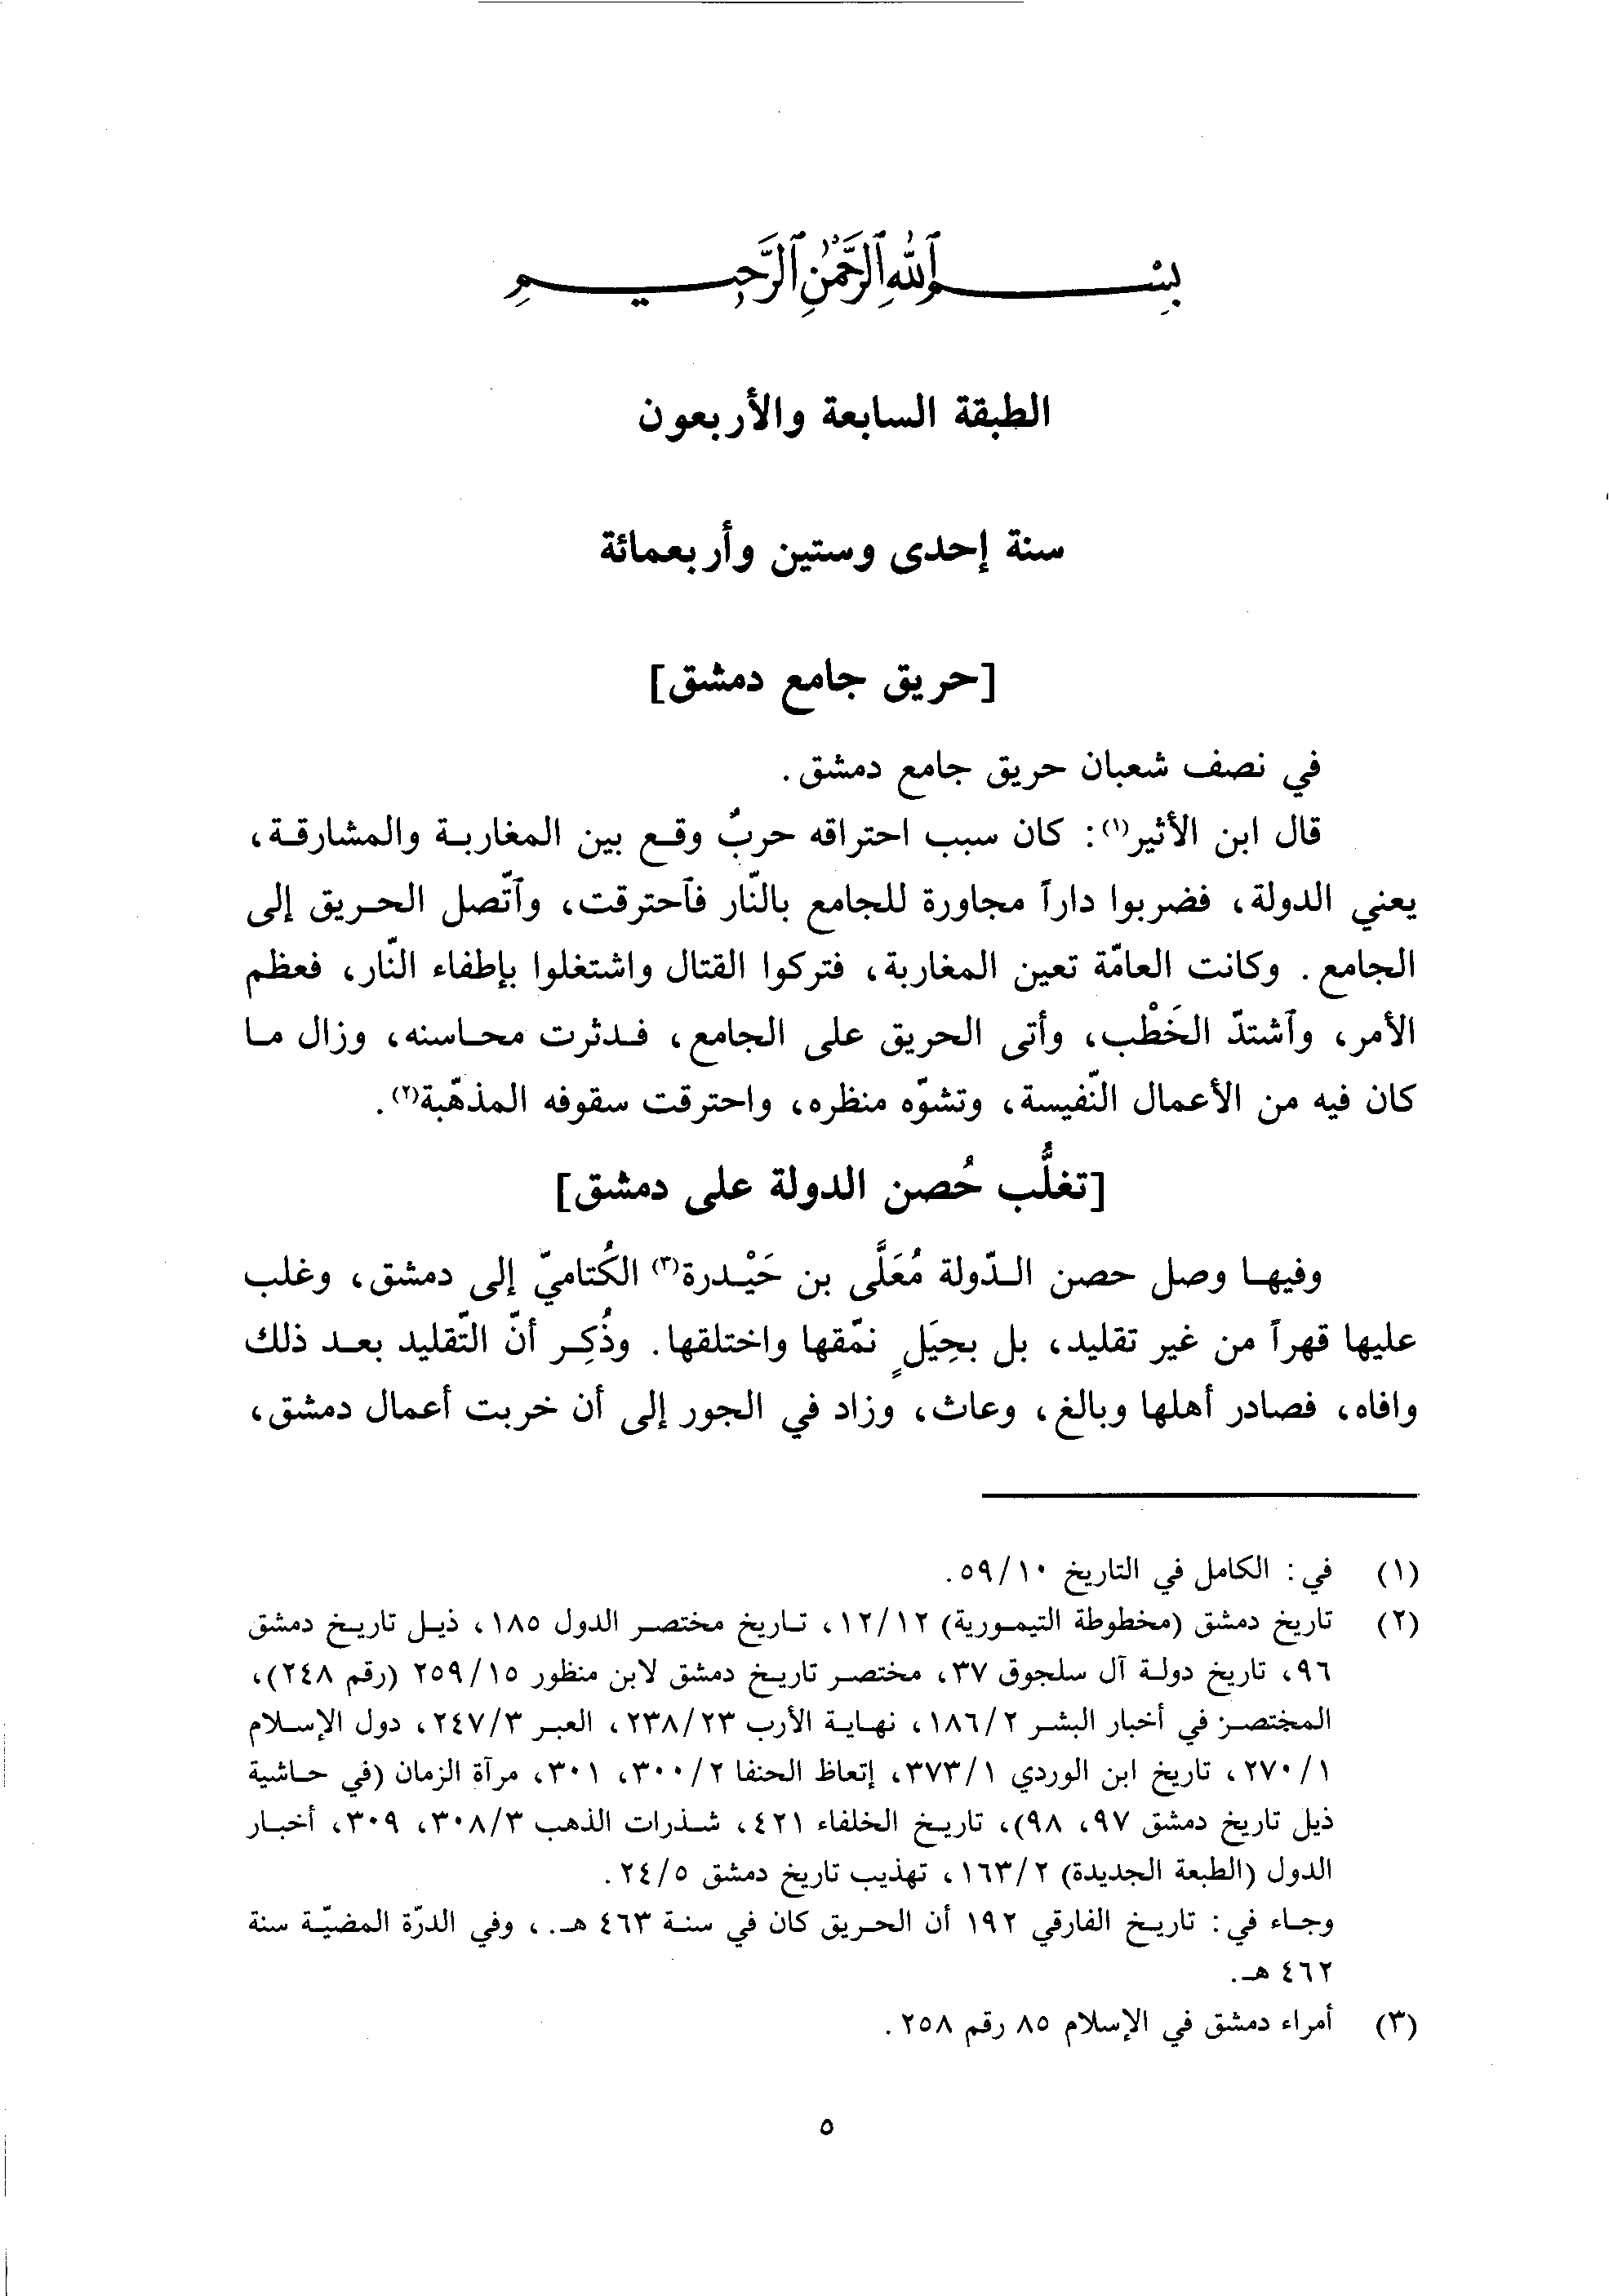 بِسْمِ ٱللَّهِ ٱلرَّحْمَٰنِ ٱلرَّحِيمِ
الطبقة السابعة والأربعون
سنة إحدى وستين وأربعمائة
[حريق جامع دمشق]
في نصف شعبان حريق جامع دمشق.
قال ابن الأثير(١): كان سبب احتراقه حربٌ وقع بين المغاربة والمشارقة،
يعني الدولة، فضربوا داراً مجاورة للجامع بالنّار فٱحترقت، وٱتّصل الحريق إلى
الجامع. وكانت العامّة تعين المغاربة، فتركوا القتال واشتغلوا بإطفاء النّار، فعظم
الأمر، وٱشتدّ الخَطْب، وأتى الحريق على الجامع، فدثرت محاسنه، وزال ما
كان فيه من الأعمال النّفيسة، وتشوّه منظره، واحترقت سقوفه المذهّبة(٢).
[تغلُّب حُصن الدولة على دمشق]
وفيها وصل حصن الدّولة مُعَلَّى بن حَيْدرة(٣) الكُتاميّ إلى دمشق، وغلب
عليها قهراً من غير تقليد، بل بحِيَلٍ نمّقها واختلقها. وذُكِر أنّ التّقليد بعد ذلك
وافاه، فصادر أهلها وبالغ، وعاث، وزاد في الجور إلى أن خربت أعمال دمشق،
(١) في: الكامل في التاريخ ٥٩/١٠.
(٢) تاريخ دمشق (مخطوطة التيمورية) ١٢/١٢، تاريخ مختصر الدول ١٨٥، ذيل تاريخ دمشق
٩٦، تاريخ دولة آل سلجوق ٣٧، مختصر تاريخ دمشق لابن منظور ٢٥٩/١٥ (رقم ٢٤٨)،
المختصر في أخبار البشر ١٨٦/٢، نهاية الأرب ٢٣٨/٢٣، العبر ٢٤٧/٣، دول الإسلام
٢٧٠/١، تاريخ ابن الوردي ٣٧٣/١، إتعاظ الحنفا ٣٠٠/٢، ٣٠١، مرآة الزمان (في حاشية
ذيل تاريخ دمشق ٩٧، ٩٨)، تاريخ الخلفاء ٤٢١، شذرات الذهب ٣٠٨/٣، ٣٠٩، أخبار
الدول (الطبعة الجديدة) ١٦٣/٢، تهذيب تاريخ دمشق ٢٤/٥.
وجاء في: تاريخ الفارقي ١٩٢ أن الحريق كان في سنة ٤٦٣ هـ.، وفي الدرّة المضيّة سنة
٤٦٢ هـ.
(٣) أمراء دمشق في الإسلام ٨٥ رقم ٢٥٨.
٥